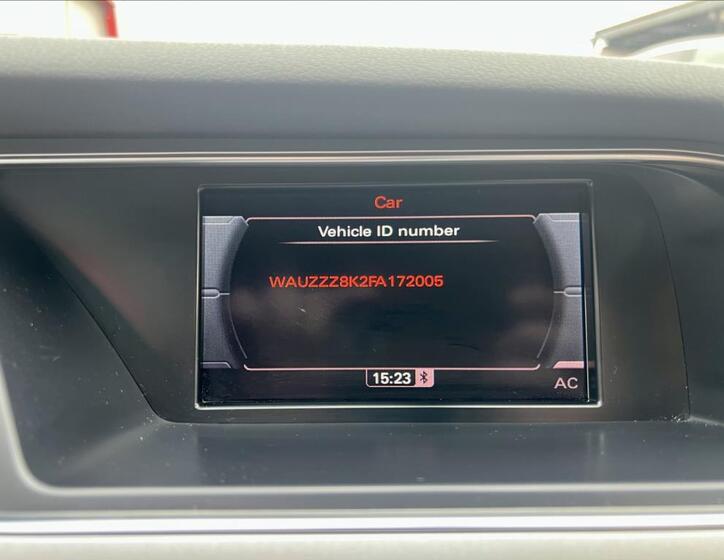 Car
Vehicle ID number
WAUZZZ8K2FA172005
15:23
AC